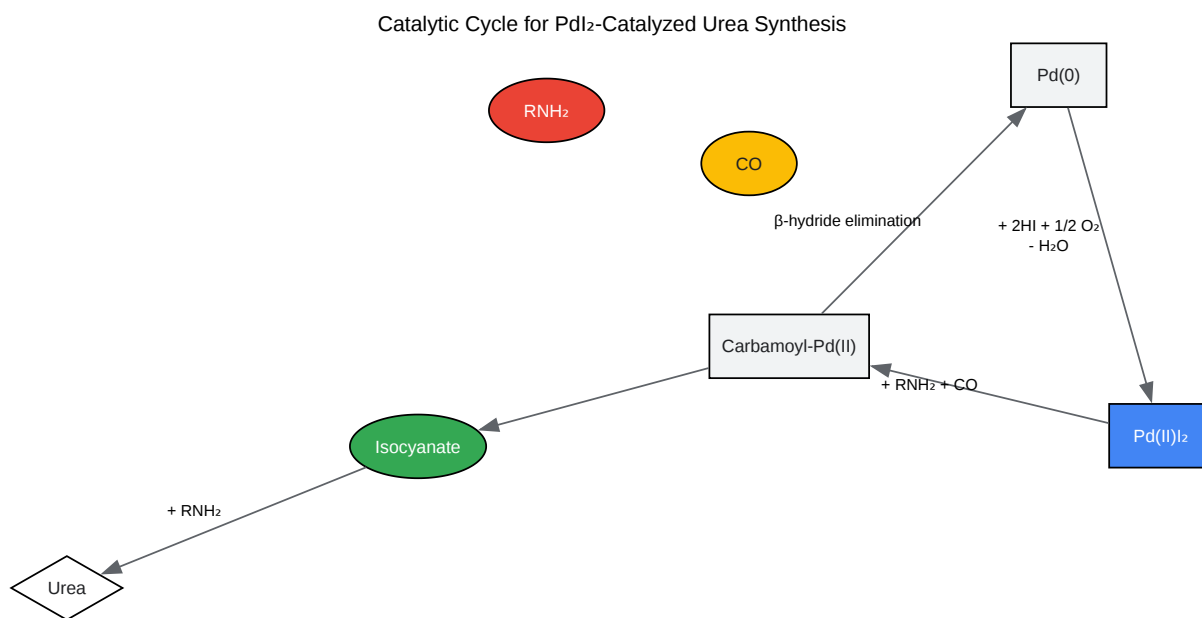 Catalytic Cycle for PdI₂-Catalyzed Urea Synthesis
Pd(0)
RNH₂
CO
β-hydride elimination
+ 2HI + 1/2 O₂
- H₂O
Carbamoyl-Pd(II)
+ RNH₂ + CO
Pd(II)I₂
Isocyanate
+ RNH₂
Urea